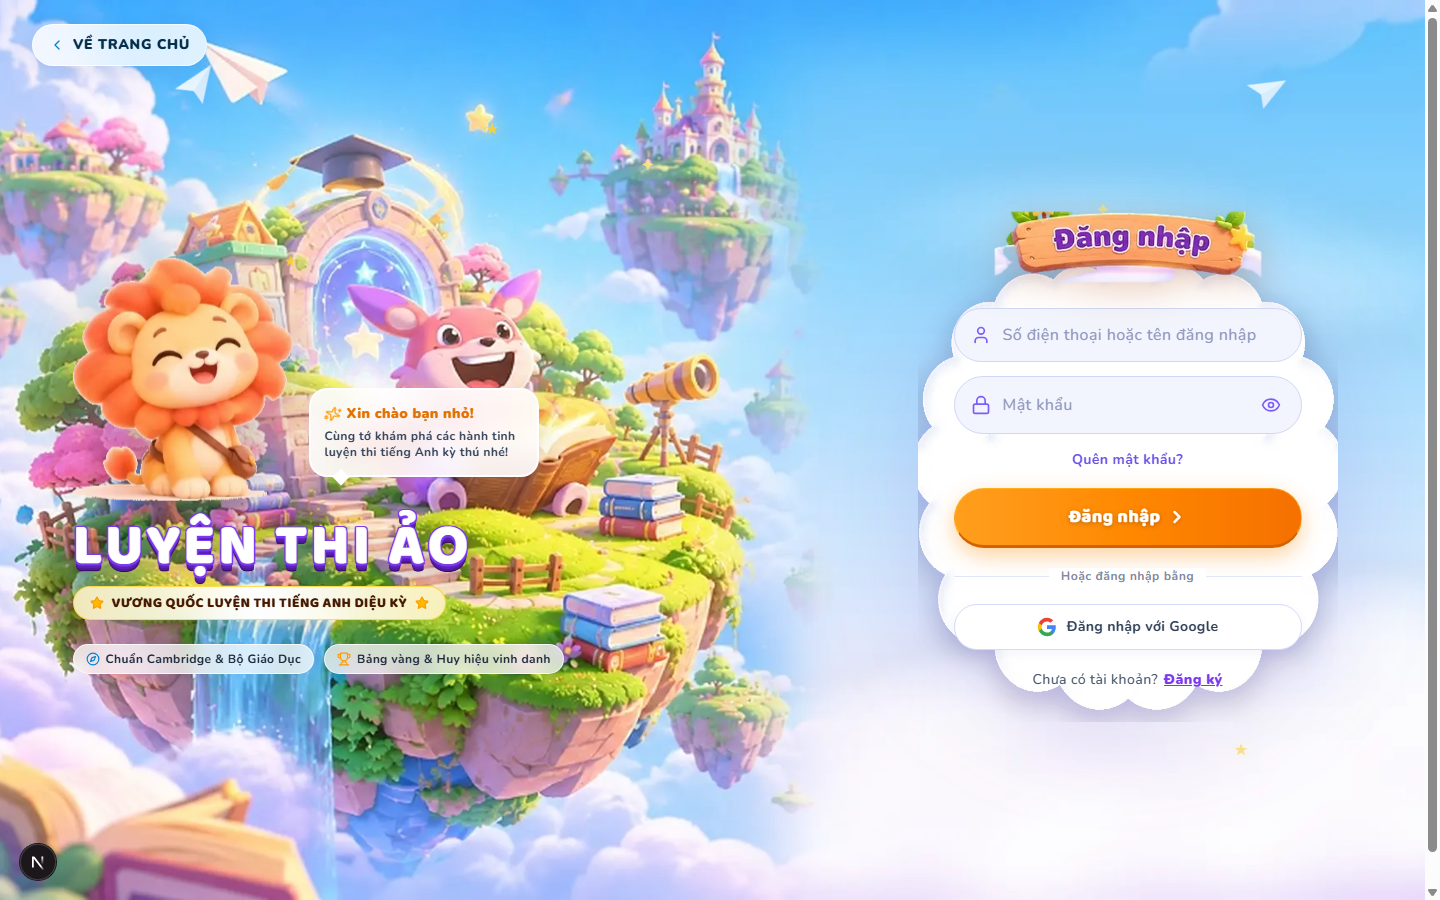 VỀ TRANG CHỦ
Đăng nhập
Số điện thoại hoặc tên đăng nhập
Mật khẩu
Quên mật khẩu?
Đăng nhập
Hoặc đăng nhập bằng
Đăng nhập với Google
Chưa có tài khoản? Đăng ký
Xin chào bạn nhỏ!
Cùng tớ khám phá các hành tinh
luyện thi tiếng Anh kỳ thú nhé!
LUYỆN THI ẢO
VƯƠNG QUỐC LUYỆN THI TIẾNG ANH DIỆU KỲ
Chuẩn Cambridge & Bộ Giáo Dục
Bảng vàng & Huy hiệu vinh danh
N